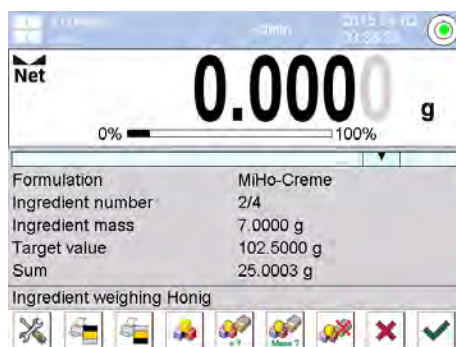 Net
0.0000 g
0% 100%
Formulation MiHo-Creme
Ingredient number 2/4
Ingredient mass 7.0000 g
Target value 102.5000 g
Sum 25.0003 g
Ingredient weighing Honig